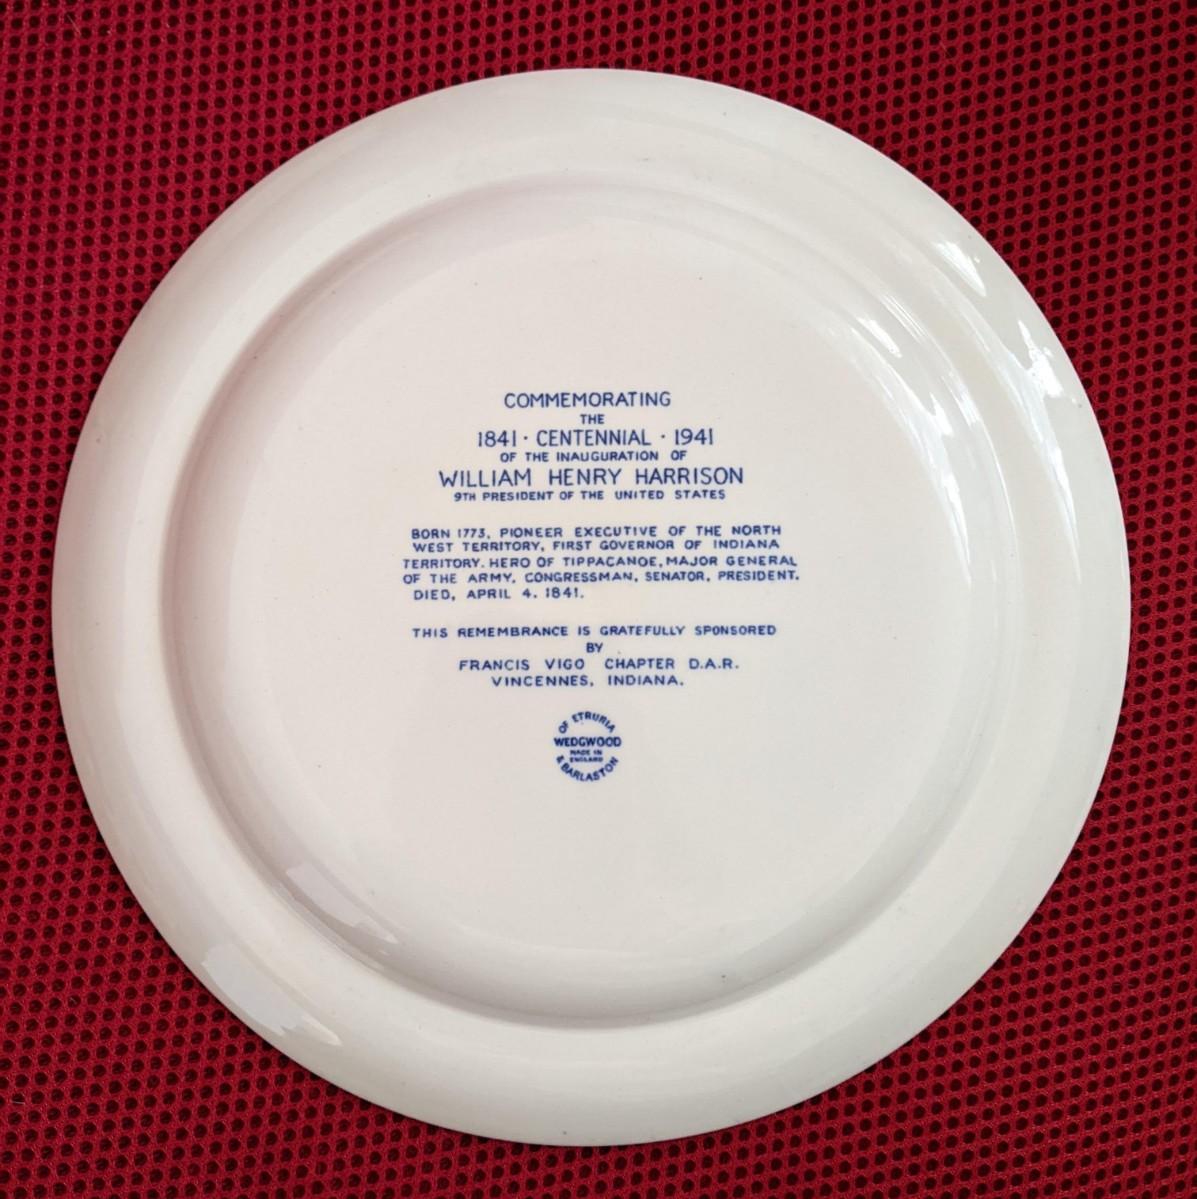 COMMEMORATING
THE
1841 · CENTENNIAL · 1941
OF THE INAUGURATION OF
WILLIAM HENRY HARRISON
9TH PRESIDENT OF THE UNITED STATES
BORN 1773, PIONEER EXECUTIVE OF THE NORTH
WEST TERRITORY, FIRST GOVERNOR OF INDIANA
TERRITORY. HERO OF TIPPACANOE, MAJOR GENERAL
OF THE ARMY, CONGRESSMAN, SENATOR, PRESIDENT.
DIED, APRIL 4, 1841.
THIS REMEMBRANCE IS GRATEFULLY SPONSORED
BY
FRANCIS VIGO CHAPTER D.A.R.
VINCENNES, INDIANA.
OF ETRURIA
WEDGWOOD
MADE IN
ENGLAND
& BARLASTON